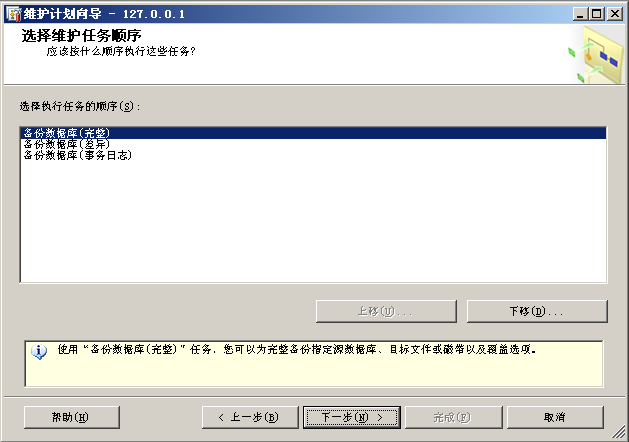 维护计划向导 - 127.0.0.1
选择维护任务顺序
应该按什么顺序执行这些任务?
选择执行任务的顺序(S):
备份数据库(完整)
备份数据库(差异)
备份数据库(事务日志)
上移(U)...
下移(D)...
使用“备份数据库(完整)”任务，您可以为完整备份指定源数据库、目标文件或磁带以及覆盖选项。
帮助(H)
< 上一步(B)
下一步(N) >
完成(F)
取消